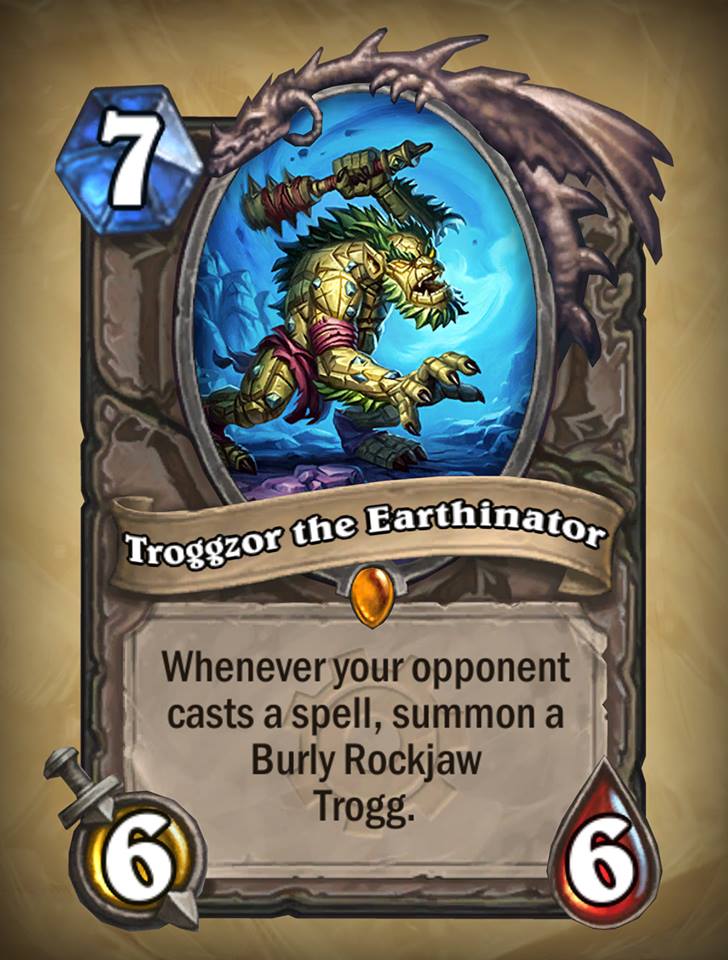 7
Troggzor the Earthinator
Whenever your opponent
casts a spell, summon a
Burly Rockjaw
Trogg.
6
6